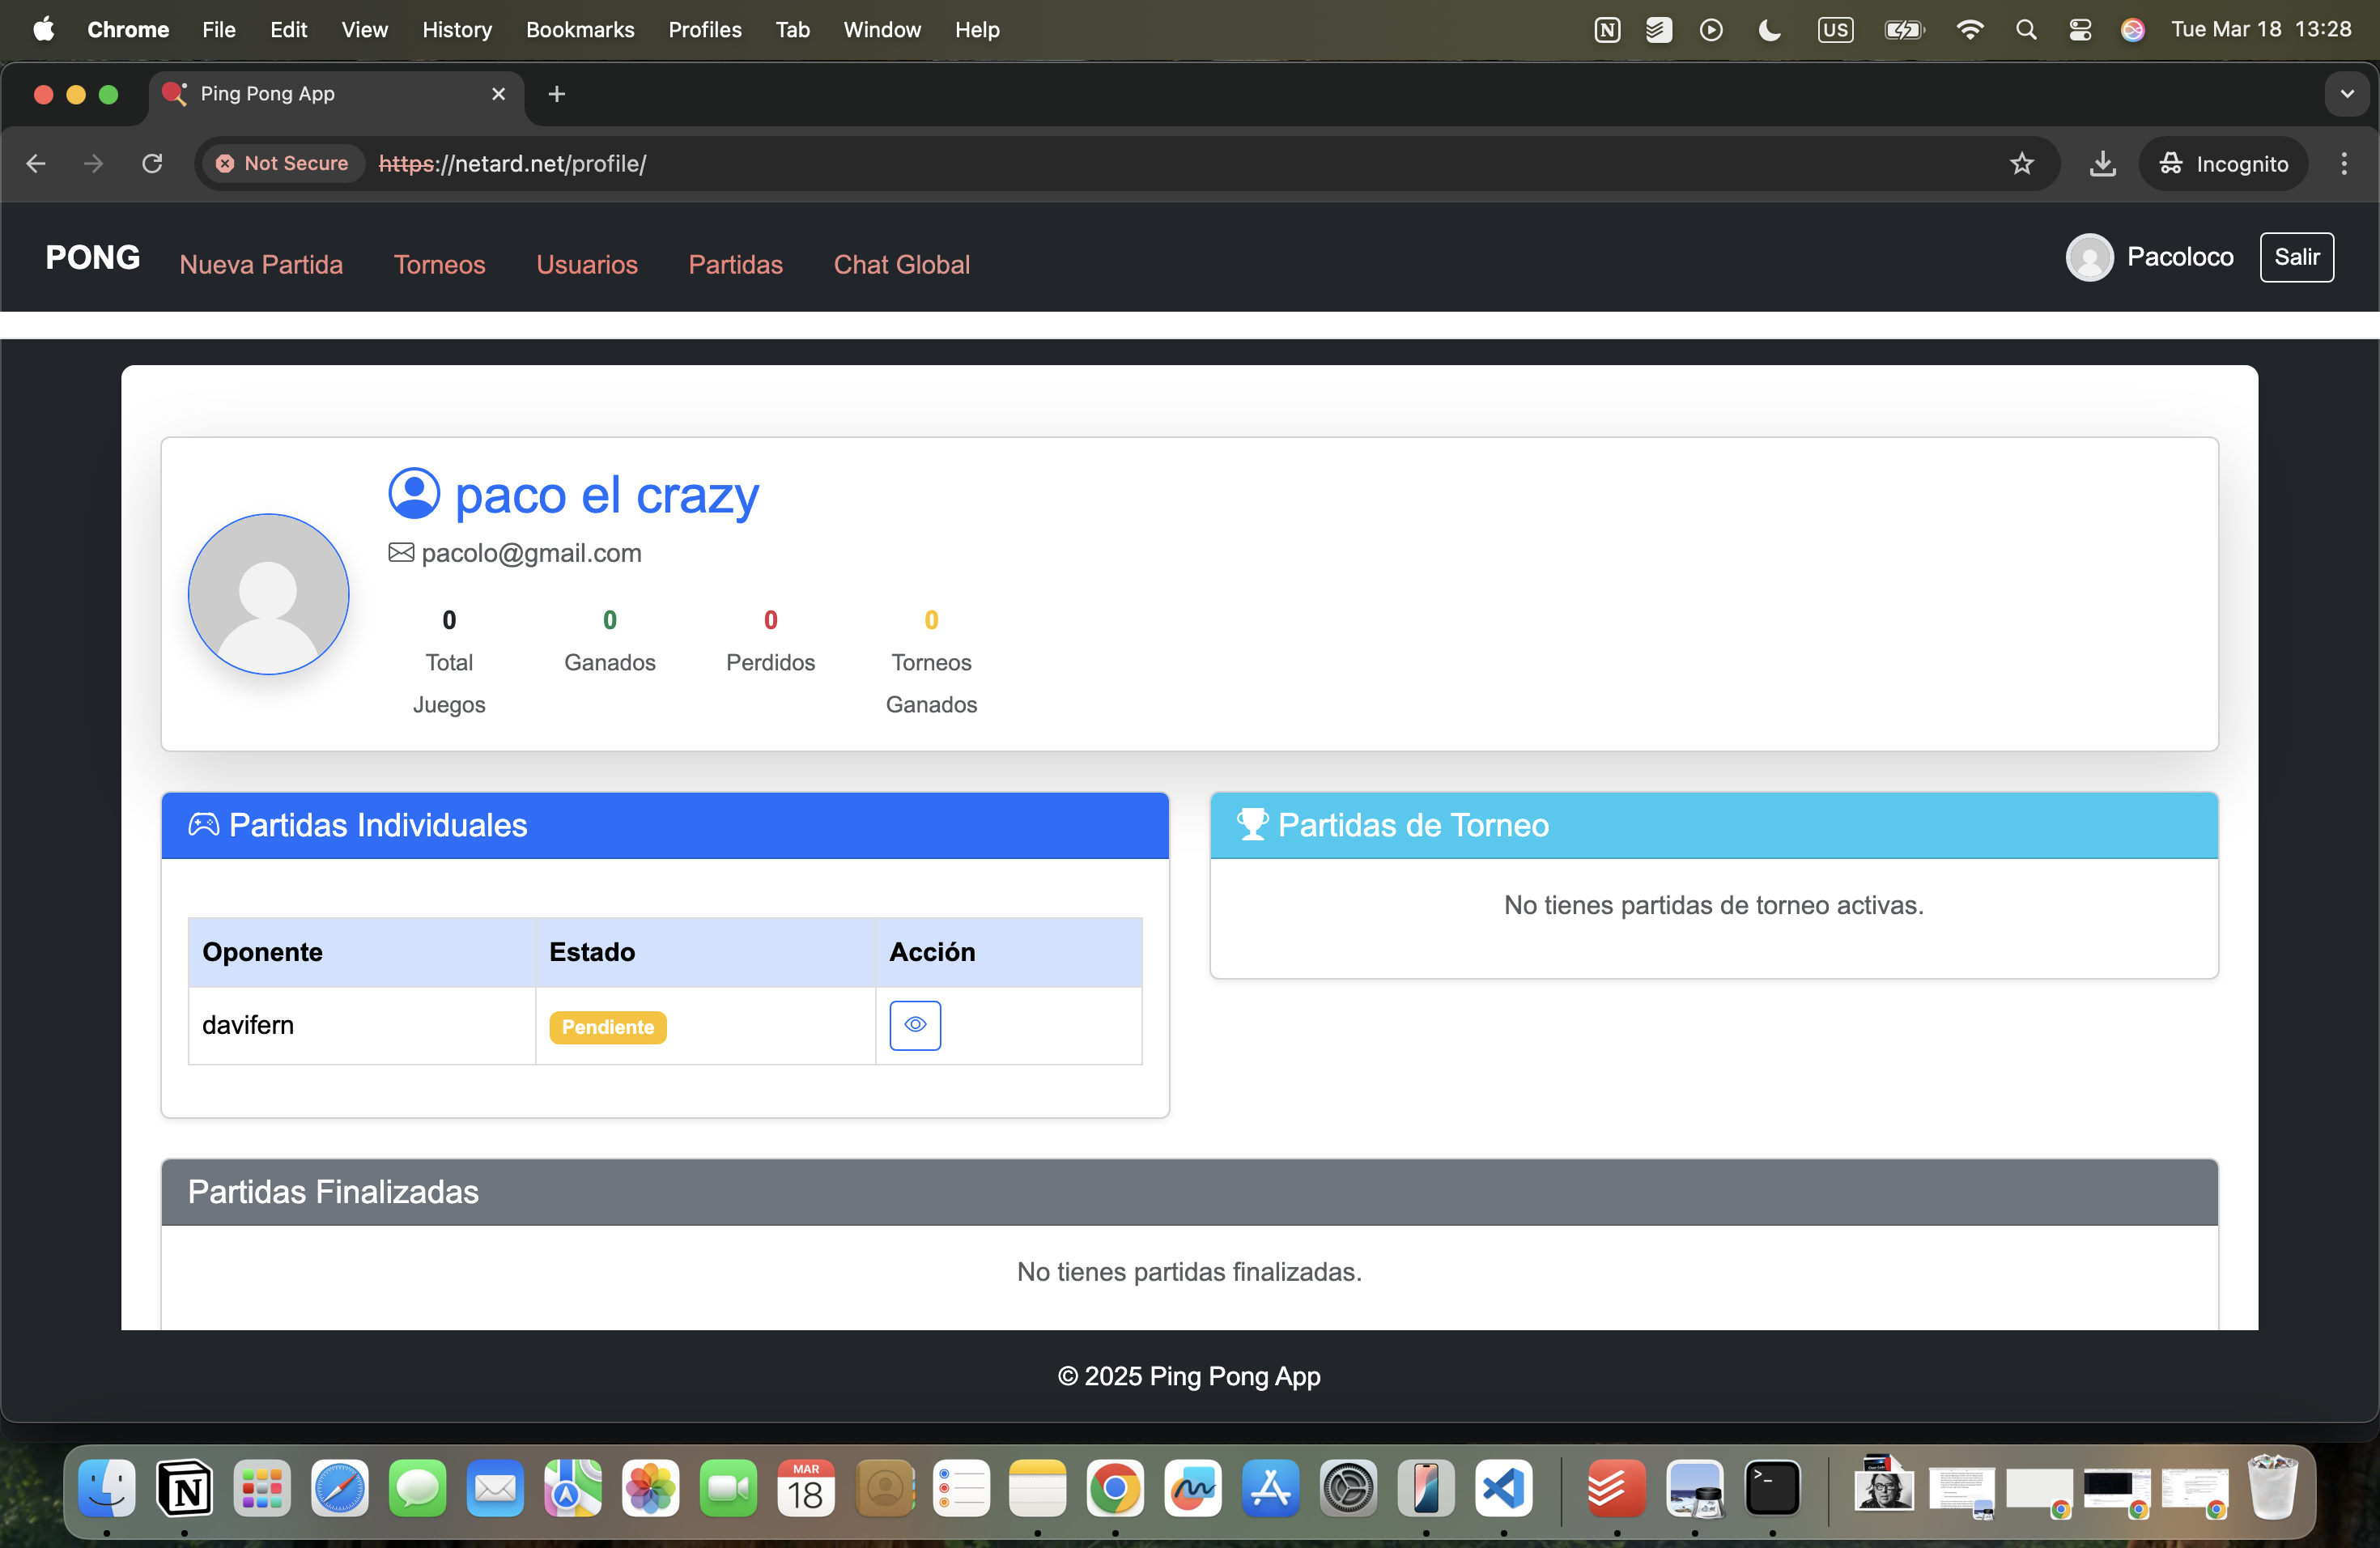 Chrome File Edit View History Bookmarks Profiles Tab Window Help US Tue Mar 18 13:28
Ping Pong App
Not Secure https://netard.net/profile/ Incognito
PONG Nueva Partida Torneos Usuarios Partidas Chat Global Pacoloco Salir
paco el crazy
pacolo@gmail.com
0 0 0 0
Total Ganados Perdidos Torneos
Juegos Ganados
Partidas Individuales
Oponente Estado Acción
davifern Pendiente
Partidas de Torneo
No tienes partidas de torneo activas.
Partidas Finalizadas
No tienes partidas finalizadas.
© 2025 Ping Pong App
MAR
18